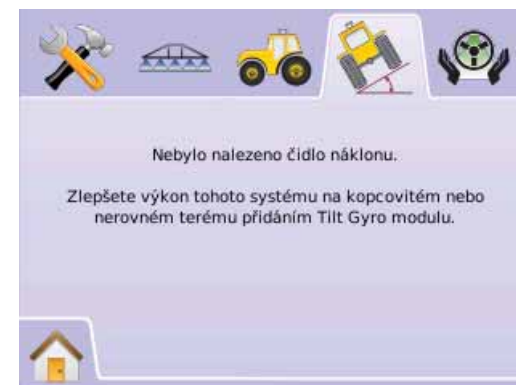 Nebylo nalezeno čidlo náklonu.
Zlepšete výkon tohoto systému na kopcovitém nebo
nerovném terému přidáním Tilt Gyro modulu.